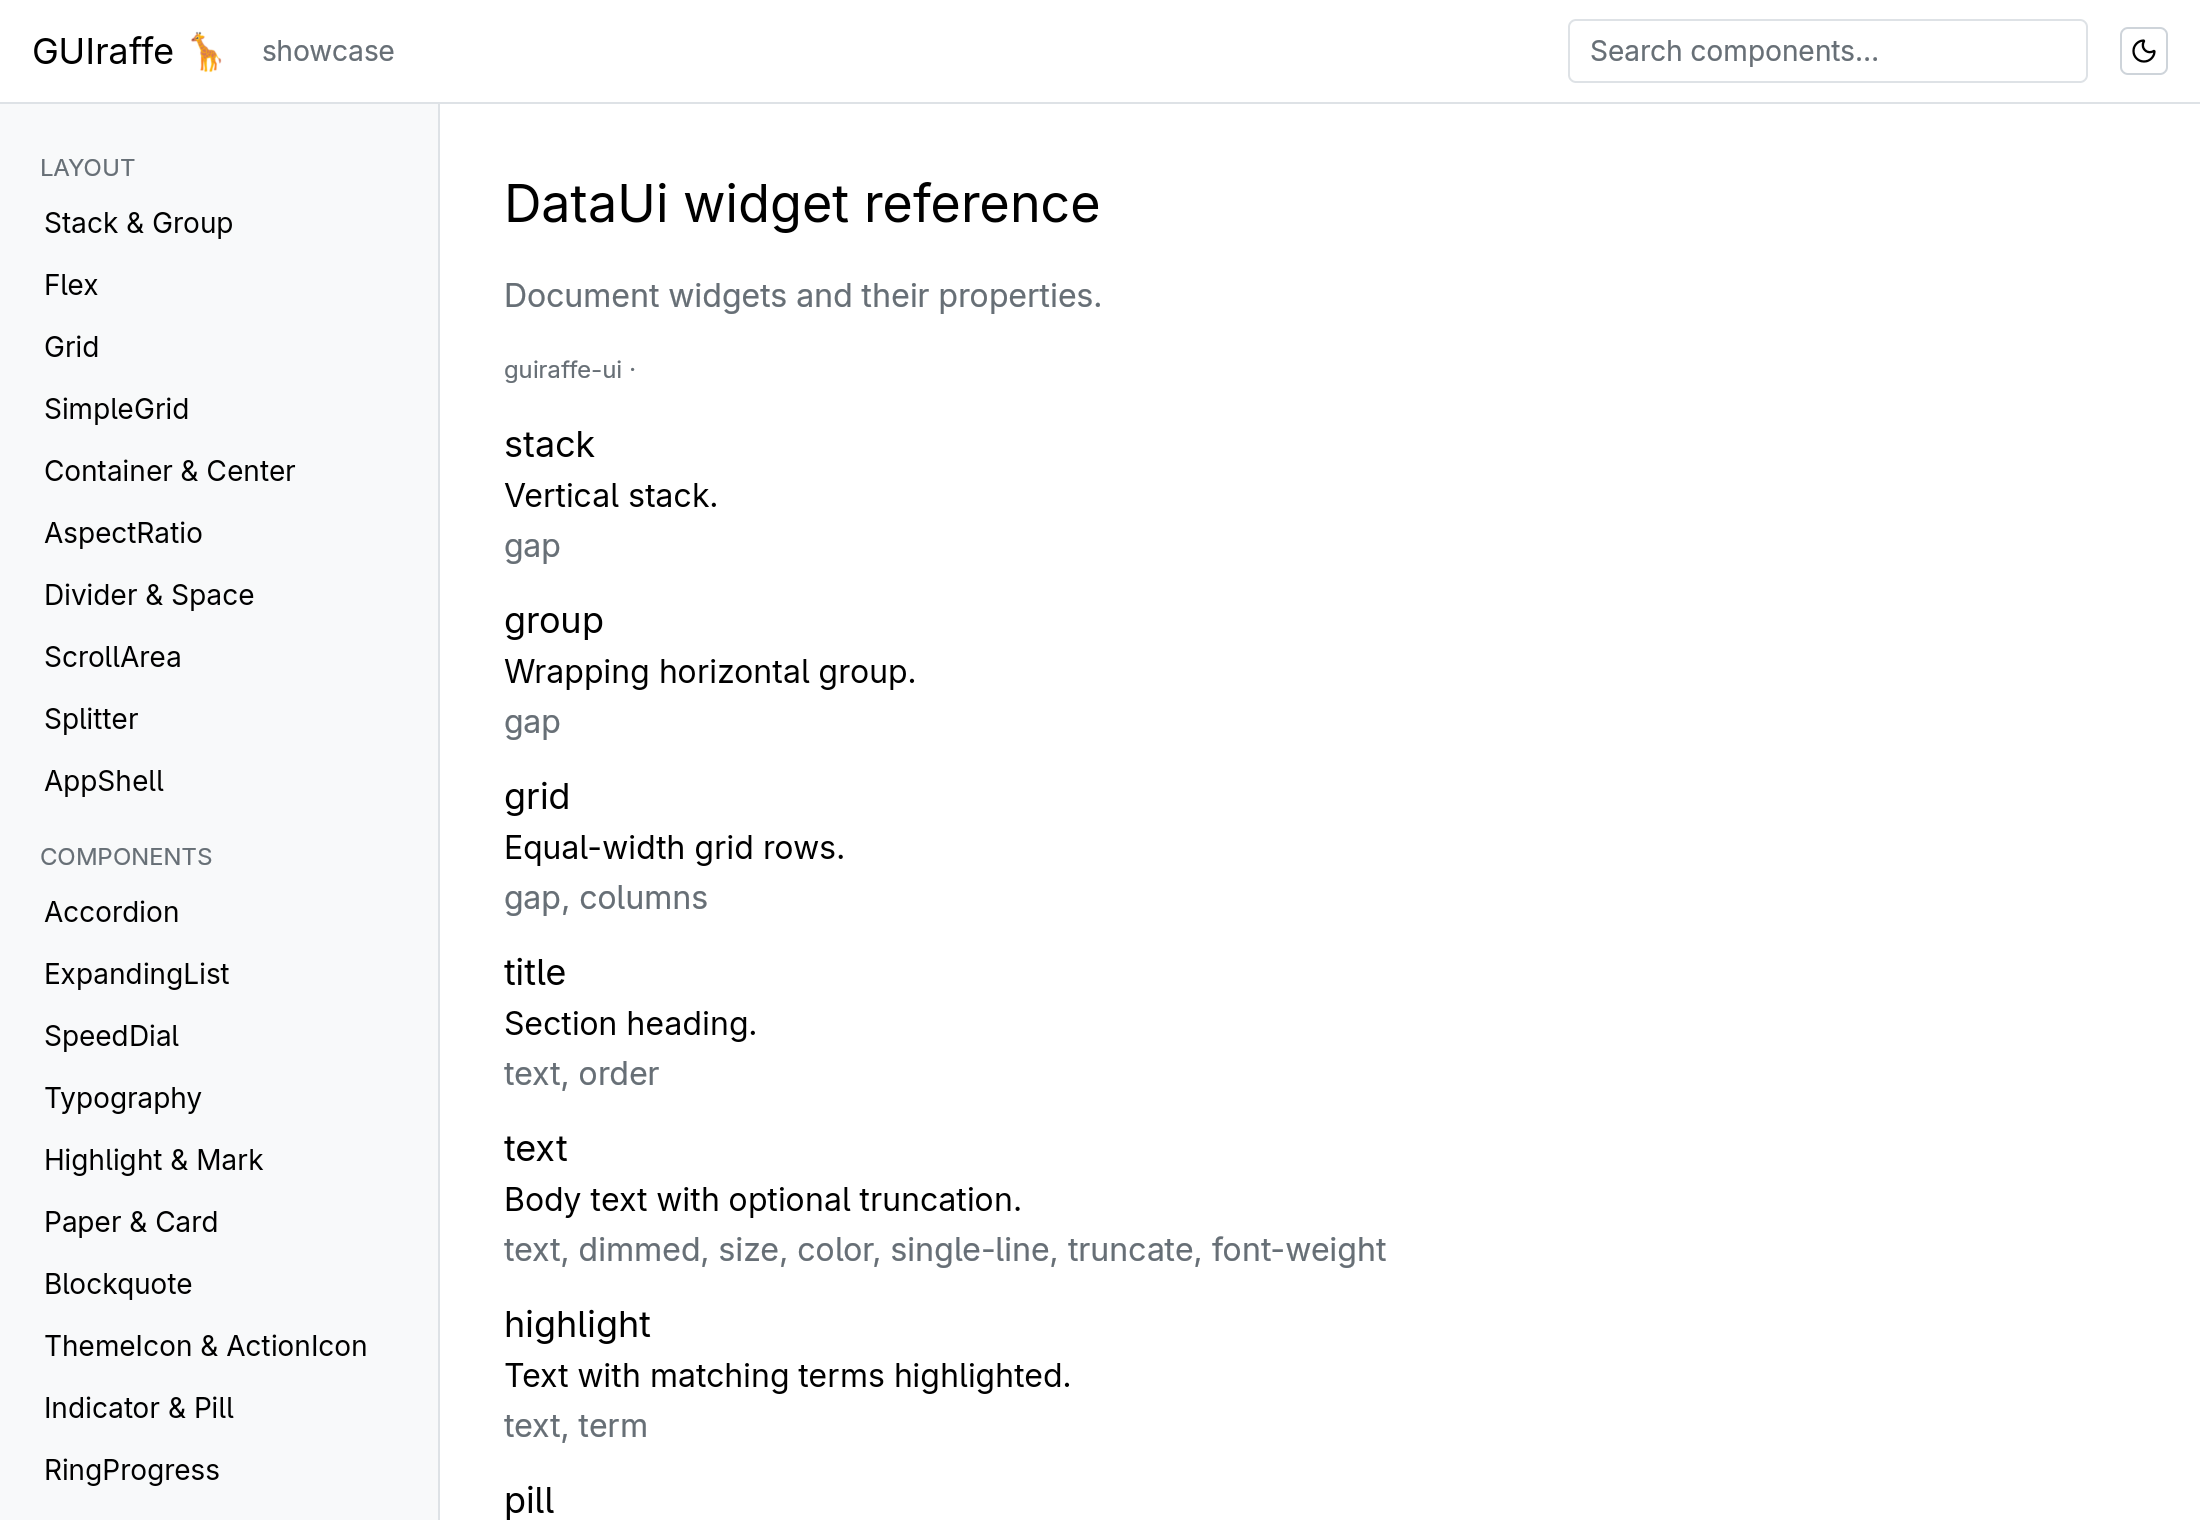 GUIraffe 🦒 showcase
Search components...
LAYOUT
Stack & Group
Flex
Grid
SimpleGrid
Container & Center
AspectRatio
Divider & Space
ScrollArea
Splitter
AppShell
COMPONENTS
Accordion
ExpandingList
SpeedDial
Typography
Highlight & Mark
Paper & Card
Blockquote
ThemeIcon & ActionIcon
Indicator & Pill
RingProgress
DataUi widget reference
Document widgets and their properties.
guiraffe-ui ·
stack
Vertical stack.
gap
group
Wrapping horizontal group.
gap
grid
Equal-width grid rows.
gap, columns
title
Section heading.
text, order
text
Body text with optional truncation.
text, dimmed, size, color, single-line, truncate, font-weight
highlight
Text with matching terms highlighted.
text, term
pill